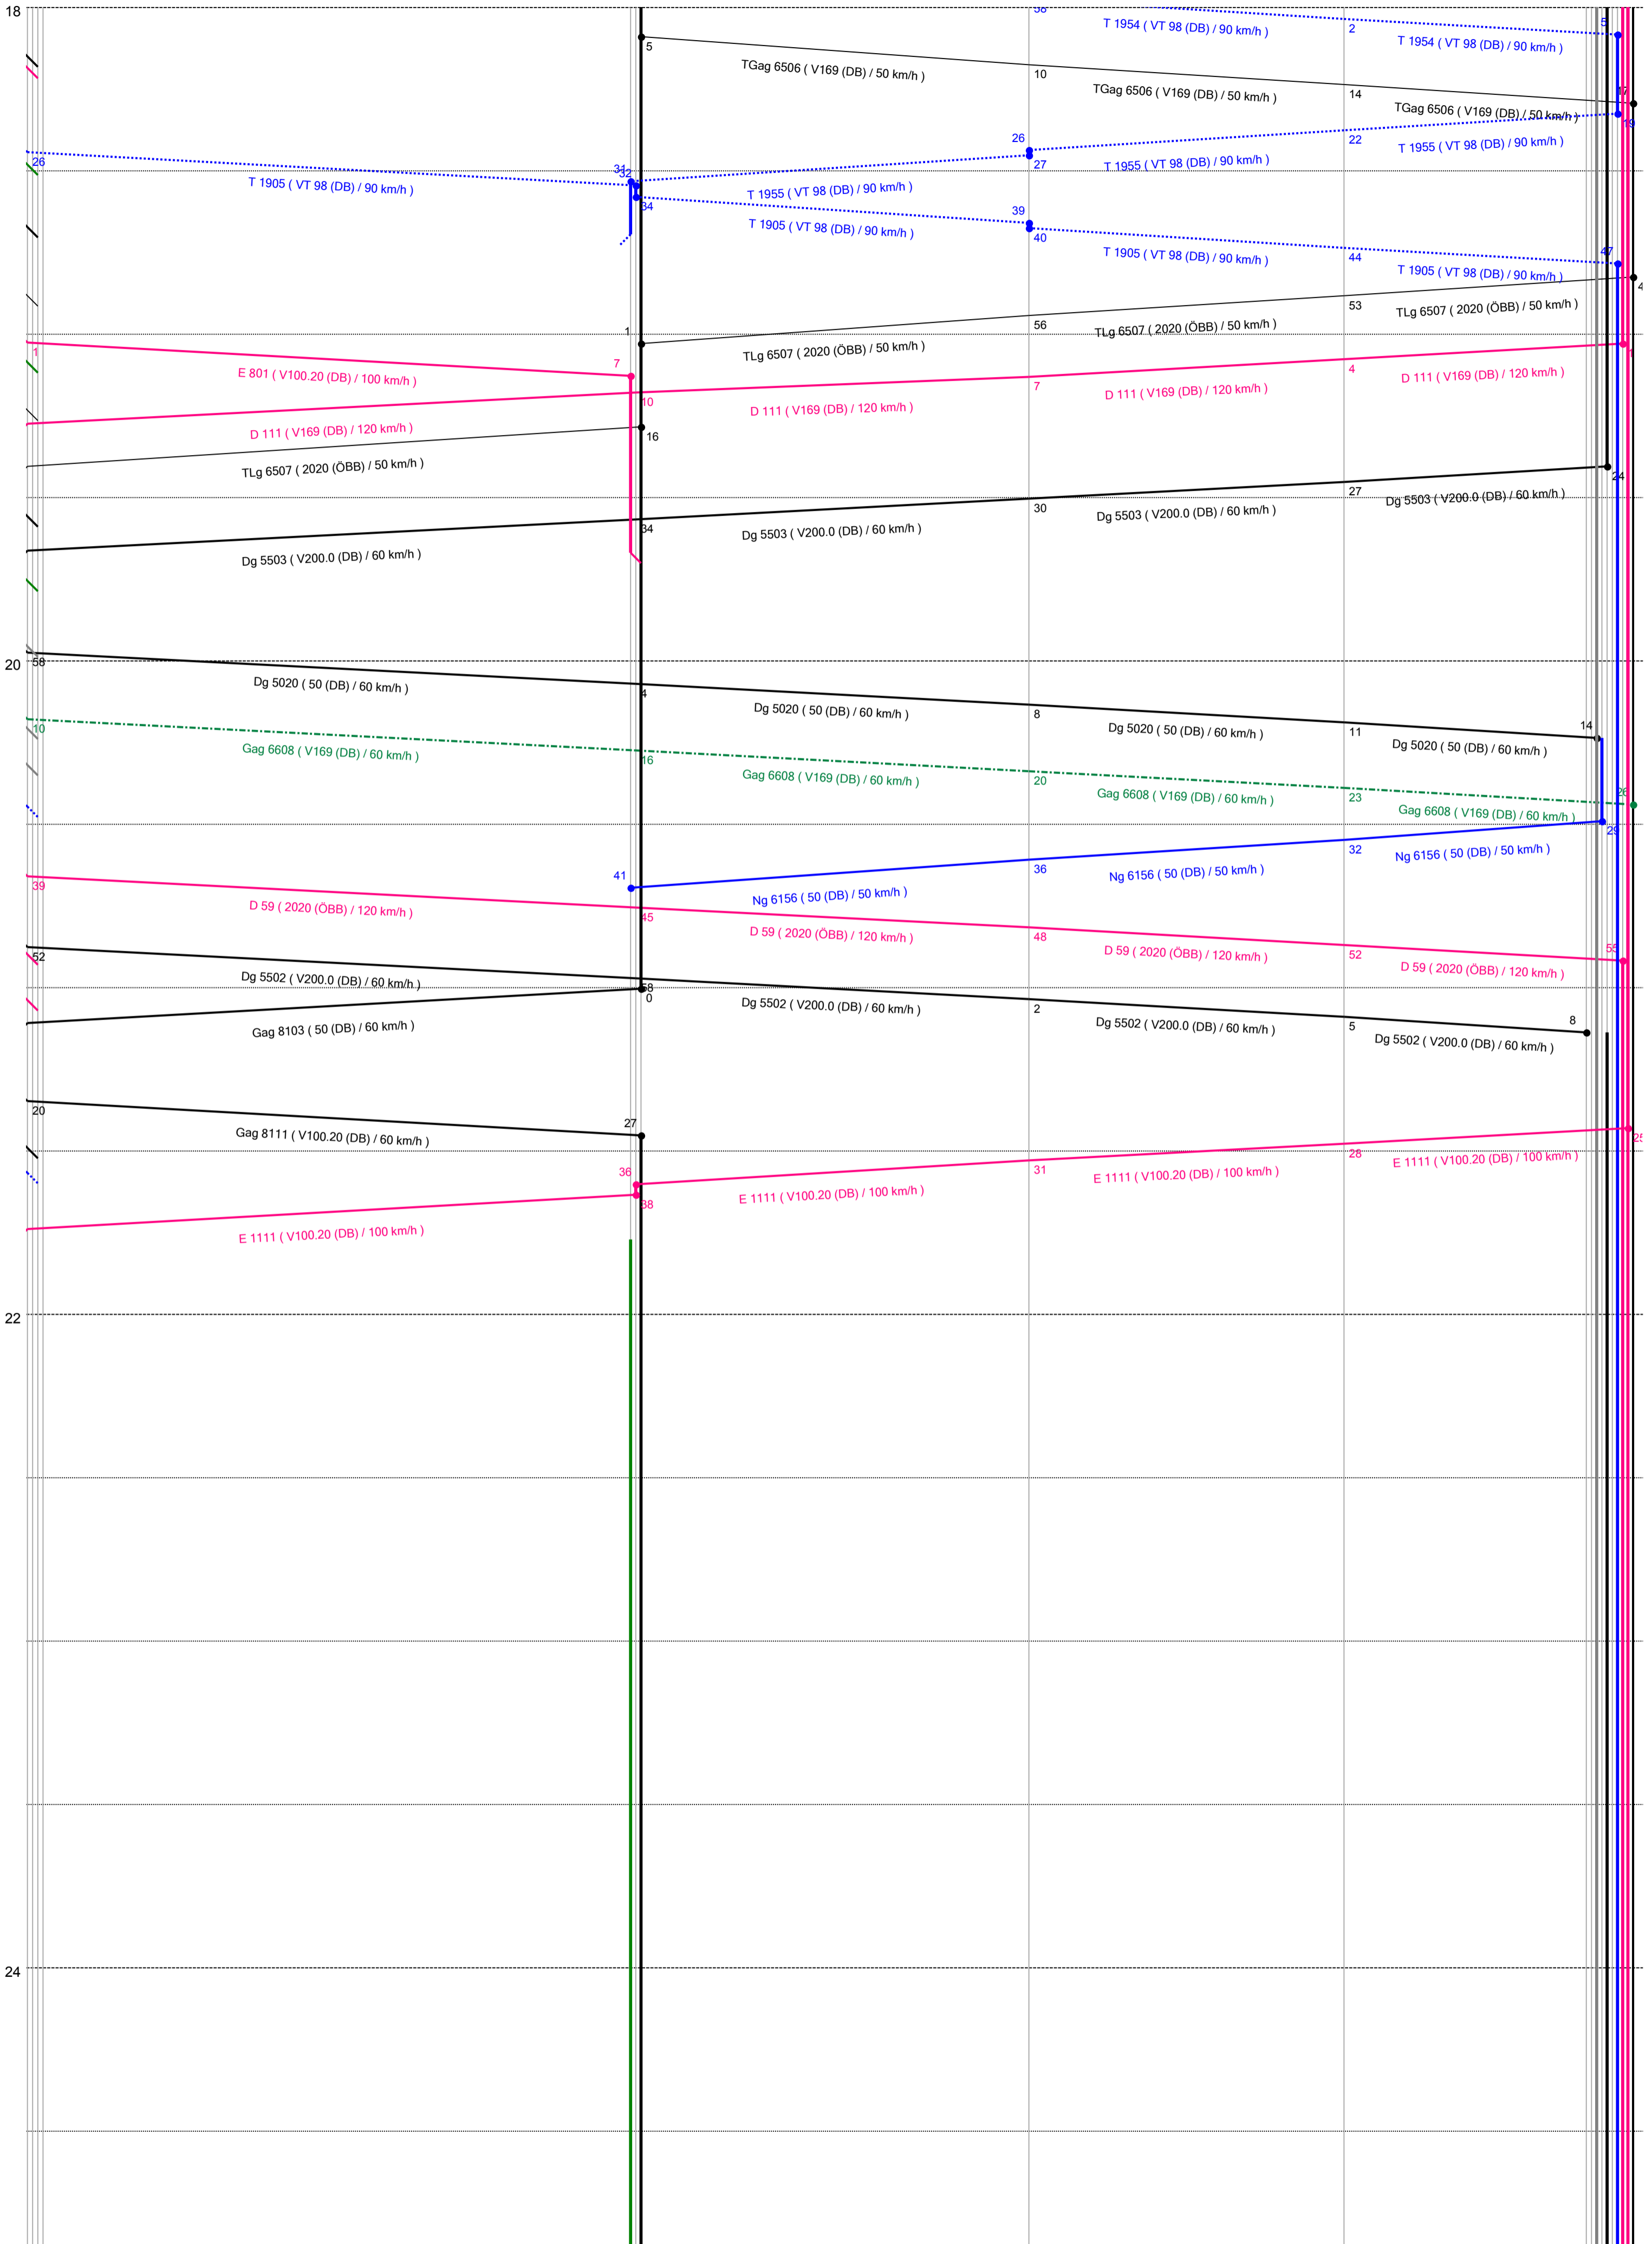 18
58
T 1954 ( VT 98 (DB) / 90 km/h )
2
T 1954 ( VT 98 (DB) / 90 km/h )
5
5
TGag 6506 ( V169 (DB) / 50 km/h )
10
TGag 6506 ( V169 (DB) / 50 km/h )
14
TGag 6506 ( V169 (DB) / 50 km/h )
17
19
26
T 1905 ( VT 98 (DB) / 90 km/h )
31
32
34
T 1955 ( VT 98 (DB) / 90 km/h )
26
27
T 1955 ( VT 98 (DB) / 90 km/h )
22
T 1955 ( VT 98 (DB) / 90 km/h )
T 1905 ( VT 98 (DB) / 90 km/h )
39
40
T 1905 ( VT 98 (DB) / 90 km/h )
44
T 1905 ( VT 98 (DB) / 90 km/h )
47
1
TLg 6507 ( 2020 (ÖBB) / 50 km/h )
56
TLg 6507 ( 2020 (ÖBB) / 50 km/h )
53
TLg 6507 ( 2020 (ÖBB) / 50 km/h )
1
E 801 ( V100.20 (DB) / 100 km/h )
7
D 111 ( V169 (DB) / 120 km/h )
10
D 111 ( V169 (DB) / 120 km/h )
7
D 111 ( V169 (DB) / 120 km/h )
4
D 111 ( V169 (DB) / 120 km/h )
1
TLg 6507 ( 2020 (ÖBB) / 50 km/h )
16
Dg 5503 ( V200.0 (DB) / 60 km/h )
34
Dg 5503 ( V200.0 (DB) / 60 km/h )
30
Dg 5503 ( V200.0 (DB) / 60 km/h )
27
Dg 5503 ( V200.0 (DB) / 60 km/h )
24
20
58
Dg 5020 ( 50 (DB) / 60 km/h )
4
Dg 5020 ( 50 (DB) / 60 km/h )
8
Dg 5020 ( 50 (DB) / 60 km/h )
11
Dg 5020 ( 50 (DB) / 60 km/h )
14
10
Gag 6608 ( V169 (DB) / 60 km/h )
16
Gag 6608 ( V169 (DB) / 60 km/h )
20
Gag 6608 ( V169 (DB) / 60 km/h )
23
Gag 6608 ( V169 (DB) / 60 km/h )
26
41
Ng 6156 ( 50 (DB) / 50 km/h )
36
Ng 6156 ( 50 (DB) / 50 km/h )
32
Ng 6156 ( 50 (DB) / 50 km/h )
29
39
D 59 ( 2020 (ÖBB) / 120 km/h )
45
D 59 ( 2020 (ÖBB) / 120 km/h )
48
D 59 ( 2020 (ÖBB) / 120 km/h )
52
D 59 ( 2020 (ÖBB) / 120 km/h )
55
52
Dg 5502 ( V200.0 (DB) / 60 km/h )
58
Dg 5502 ( V200.0 (DB) / 60 km/h )
2
Dg 5502 ( V200.0 (DB) / 60 km/h )
5
Dg 5502 ( V200.0 (DB) / 60 km/h )
8
Gag 8103 ( 50 (DB) / 60 km/h )
0
20
Gag 8111 ( V100.20 (DB) / 60 km/h )
27
E 1111 ( V100.20 (DB) / 100 km/h )
36
38
E 1111 ( V100.20 (DB) / 100 km/h )
31
E 1111 ( V100.20 (DB) / 100 km/h )
28
E 1111 ( V100.20 (DB) / 100 km/h )
25
22
24